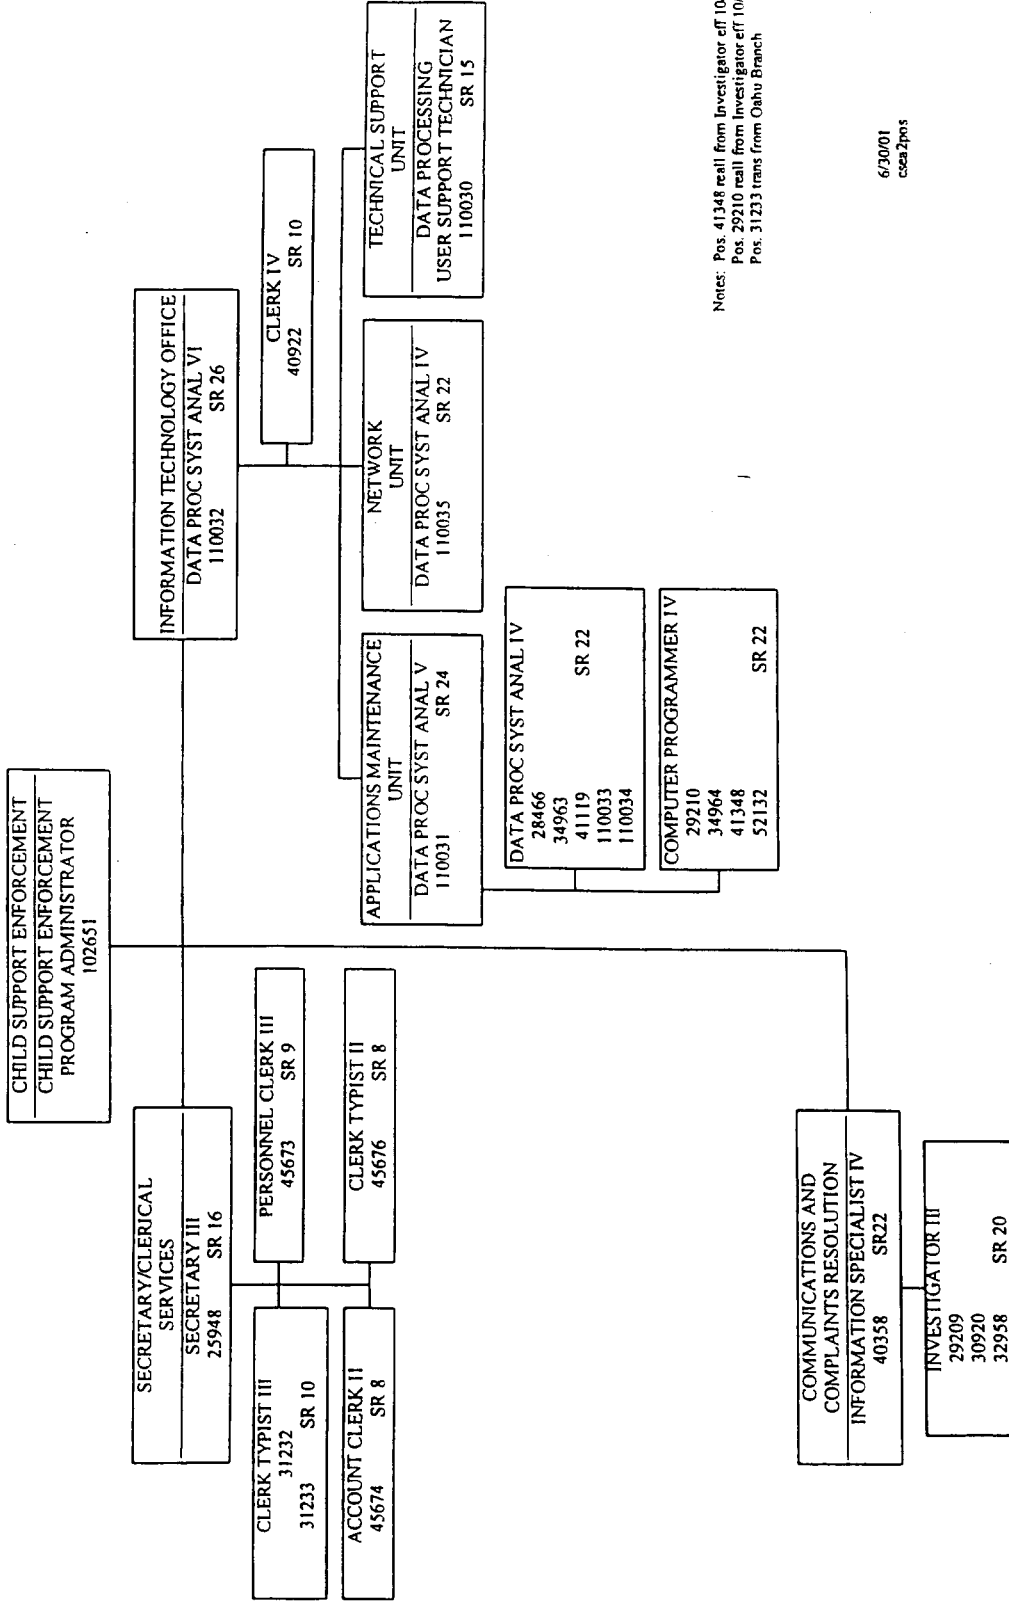 CHILD SUPPORT ENFORCEMENT
CHILD SUPPORT ENFORCEMENT
PROGRAM ADMINISTRATOR
102651
SECRETARY/CLERICAL
SERVICES
SECRETARY III
25948 SR 16
CLERK TYPIST III
31232
31233 SR 10
PERSONNEL CLERK III
45673 SR 9
ACCOUNT CLERK II
45674 SR 8
CLERK TYPIST II
45676 SR 8
INFORMATION TECHNOLOGY OFFICE
DATA PROC SYST ANAL VI
110032 SR 26
CLERK IV
40922 SR 10
APPLICATIONS MAINTENANCE
UNIT
DATA PROC SYST ANAL V
110031 SR 24
NETWORK
UNIT
DATA PROC SYST ANAL IV
110035 SR 22
TECHNICAL SUPPORT
UNIT
DATA PROCESSING
USER SUPPORT TECHNICIAN
110030 SR 15
DATA PROC SYST ANAL IV
28466
34963
41119 SR 22
110033
110034
COMPUTER PROGRAMMER IV
29210
34964
41348
52132 SR 22
COMMUNICATIONS AND
COMPLAINTS RESOLUTION
INFORMATION SPECIALIST IV
40358 SR22
INVESTIGATOR III
29209
30920
32958 SR 20
Notes: Pos. 41348 reall from Investigator eff 10
Pos. 29210 reall from Investigator eff 10/
Pos. 31233 trans from Oahu Branch
6/30/01
csea2pos